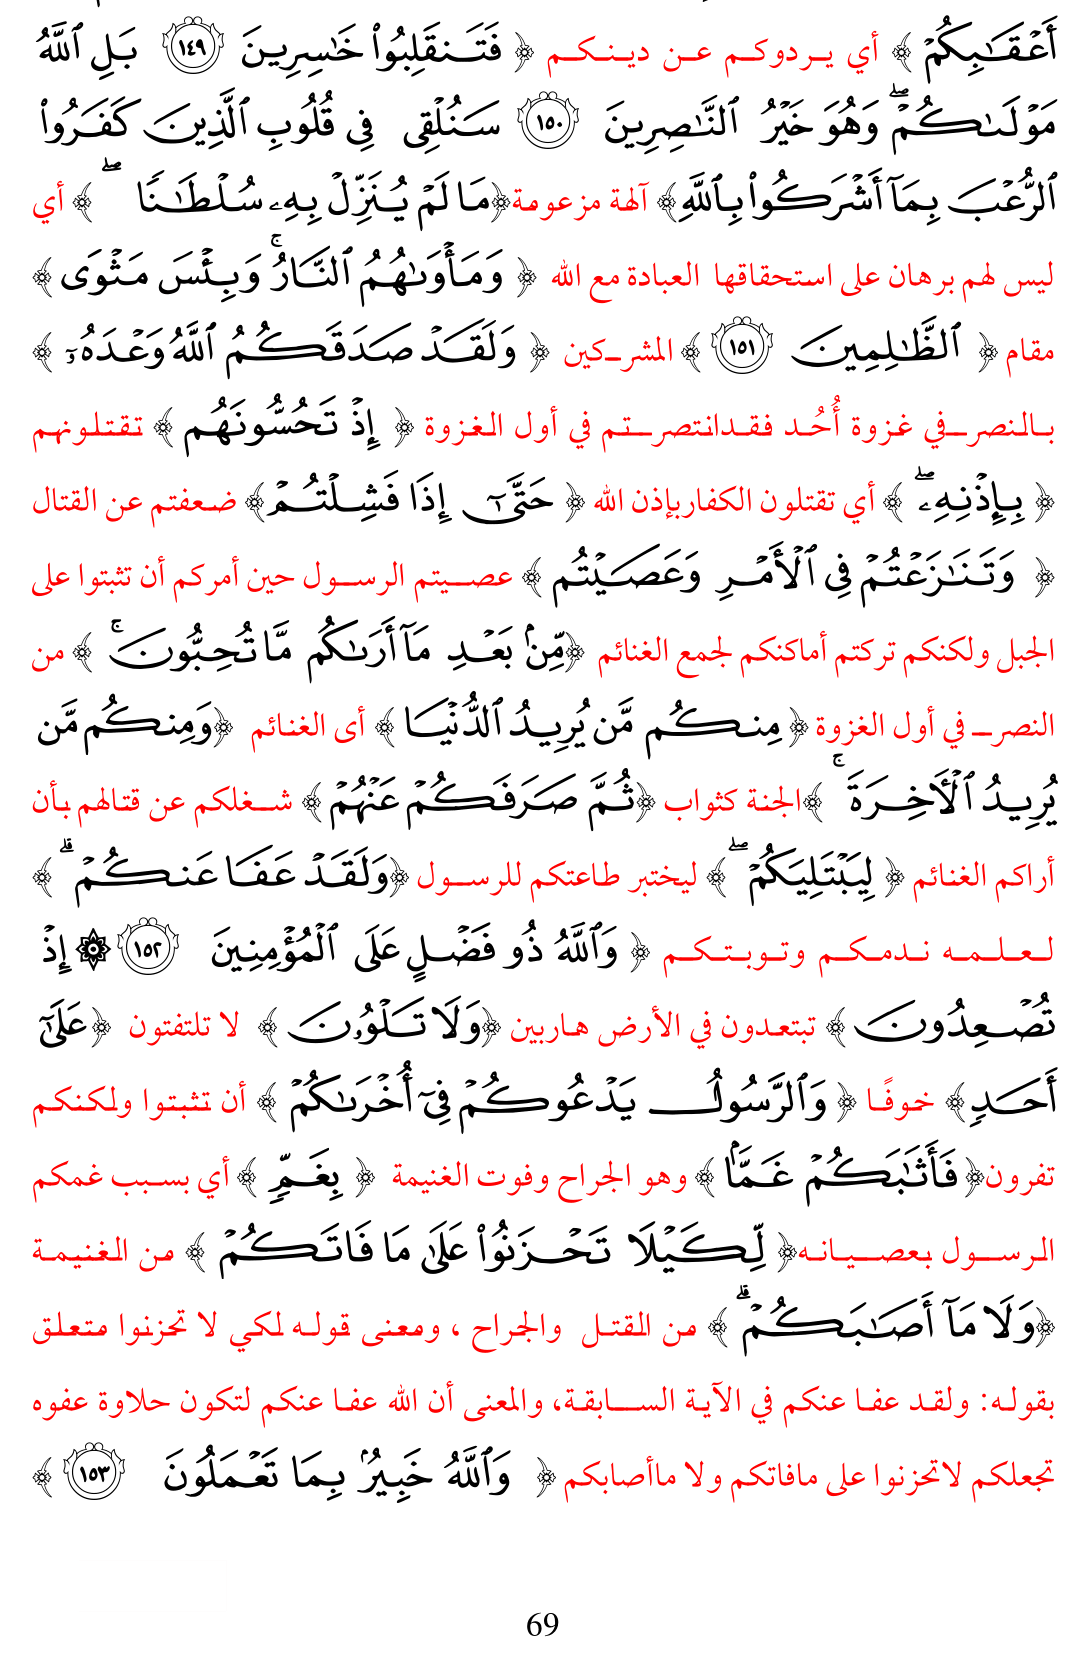 أَعۡقَٰبِكُمۡ ﴾ أي يردوكم عن دينكم ﴿ فَتَنقَلِبُواْ خَٰسِرِينَ ١٤٩ بَلِ ٱللَّهُ
مَوۡلَىٰكُمۡۖ وَهُوَ خَيۡرُ ٱلنَّٰصِرِينَ ١٥٠ سَنُلۡقِي فِي قُلُوبِ ٱلَّذِينَ كَفَرُواْ
ٱلرُّعۡبَ بِمَآ أَشۡرَكُواْ بِٱللَّهِ﴾ آلهة مزعومة﴿مَا لَمۡ يُنَزِّلۡ بِهِۦ سُلۡطَٰنٗاۖ ﴾ أي
ليس لهم برهان على استحقاقها العبادة مع الله ﴿ وَمَأۡوَىٰهُمُ ٱلنَّارُۚ وَبِئۡسَ مَثۡوَى﴾
مقام ﴿ ٱلظَّٰلِمِينَ ١٥١ ﴾ المشركين ﴿ وَلَقَدۡ صَدَقَكُمُ ٱللَّهُ وَعۡدَهُۥٓ ﴾
بالنصر في غزوة أُحُد فقدانتصرتم في أول الغزوة ﴿ إِذۡ تَحُسُّونَهُم ﴾ تقتلونهم
﴿ بِإِذۡنِهِۦۖ ﴾ أي تقتلون الكفاربإذن الله ﴿ حَتَّىٰٓ إِذَا فَشِلۡتُمۡ﴾ ضعفتم عن القتال
﴿ وَتَنَٰزَعۡتُمۡ فِي ٱلۡأَمۡرِ وَعَصَيۡتُم ﴾ عصيتم الرسول حين أمركم أن تثبتوا على
الجبل ولكنكم تركتم أماكنكم لجمع الغنائم ﴿مِّنۢ بَعۡدِ مَآ أَرَىٰكُم مَّا تُحِبُّونَۚ ﴾ من
النصر في أول الغزوة ﴿ مِنكُم مَّن يُرِيدُ ٱلدُّنۡيَا ﴾ أى الغنائم ﴿وَمِنكُم مَّن
يُرِيدُ ٱلۡأٓخِرَةَۚ ﴾الجنة كثواب ﴿ثُمَّ صَرَفَكُمۡ عَنۡهُمۡ ﴾ شغلكم عن قتالهم بأن
أراكم الغنائم ﴿ لِيَبۡتَلِيَكُمۡۖ ﴾ ليختبر طاعتكم للرسول ﴿وَلَقَدۡ عَفَا عَنكُمۡۗ ﴾
لعلمه ندمكم وتوبتكم ﴿ وَٱللَّهُ ذُو فَضۡلٍ عَلَى ٱلۡمُؤۡمِنِينَ ١٥٢ ۞ إِذۡ
تُصۡعِدُونَ ﴾ تبتعدون في الأرض هاربين ﴿وَلَا تَلۡوُۥنَ ﴾ لا تلتفتون ﴿عَلَىٰٓ
أَحَدٖ﴾ خوفًا ﴿ وَٱلرَّسُولُ يَدۡعُوكُمۡ فِيٓ أُخۡرَىٰكُمۡ ﴾ أن تثبتوا ولكنكم
تفرون﴿ فَأَثَٰبَكُمۡ غَمَّۢا﴾ وهو الجراح وفوت الغنيمة ﴿ بِغَمّٖ ﴾ أي بسبب غمكم
الرسول بعصيانه﴿ لِّكَيۡلَا تَحۡزَنُواْ عَلَىٰ مَا فَاتَكُمۡ ﴾ من الغنيمة
﴿وَلَا مَآ أَصَٰبَكُمۡۗ ﴾ من القتل والجراح ، ومعنى قوله لكي لا تحزنوا متعلق
بقوله: ولقد عفا عنكم في الآية السابقة، والمعنى أن الله عفا عنكم لتكون حلاوة عفوه
تجعلكم لاتحزنوا على مافاتكم ولا ماأصابكم ﴿ وَٱللَّهُ خَبِيرُۢ بِمَا تَعۡمَلُونَ ١٥٣ ﴾
69